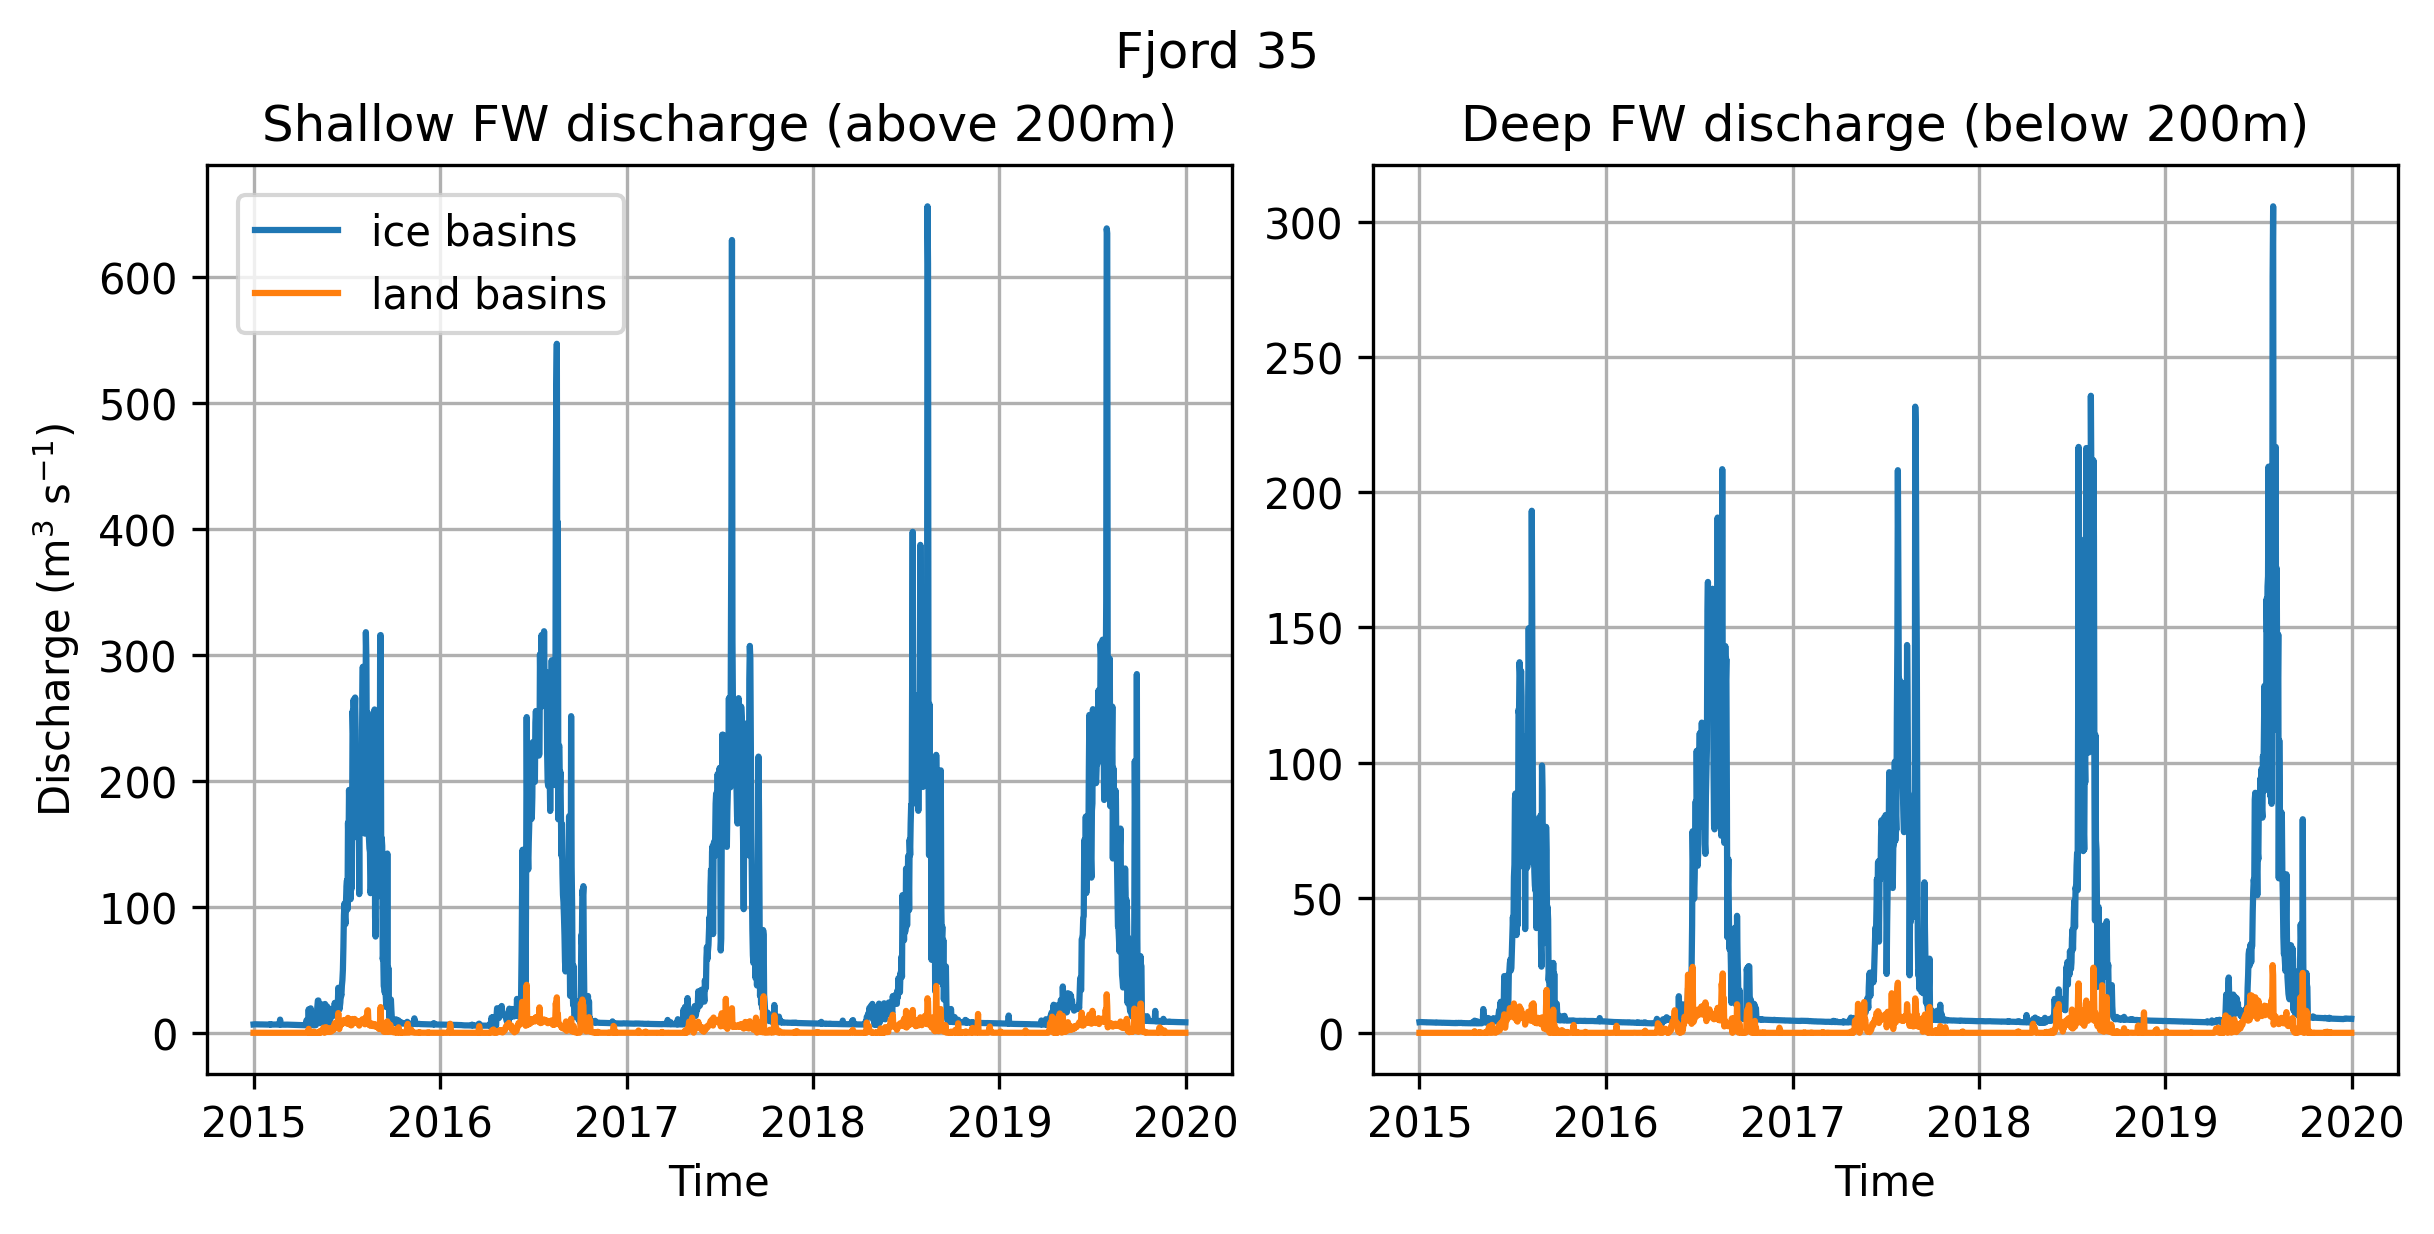 Fjord 35
Shallow FW discharge (above 200m)
ice basins
land basins
600
500
400
300
200
100
0
Discharge (m³ s⁻¹)
2015 2016 2017 2018 2019 2020
Time
Deep FW discharge (below 200m)
300
250
200
150
100
50
0
2015 2016 2017 2018 2019 2020
Time